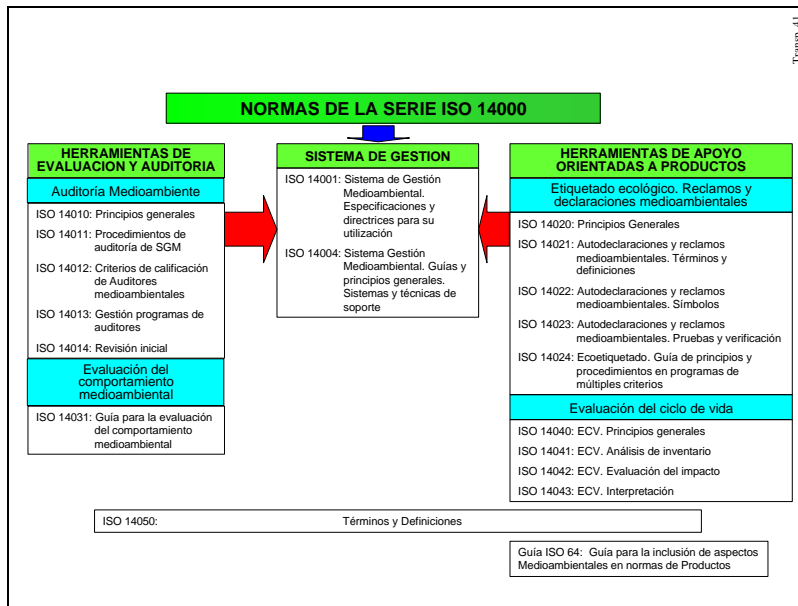 Transp. 41
NORMAS DE LA SERIE ISO 14000
HERRAMIENTAS DE
EVALUACION Y AUDITORIA
Auditoría Medioambiente
ISO 14010: Principios generales
ISO 14011: Procedimientos de
auditoría de SGM
ISO 14012: Criterios de calificación
de Auditores
medioambientales
ISO 14013: Gestión programas de
auditores
ISO 14014: Revisión inicial
Evaluación del
comportamiento
medioambiental
ISO 14031: Guía para la evaluación
del comportamiento
medioambiental
SISTEMA DE GESTION
ISO 14001: Sistema de Gestión
Medioambiental.
Especificaciones y
directrices para su
utilización
ISO 14004: Sistema Gestión
Medioambiental. Guías y
principios generales.
Sistemas y técnicas de
soporte
HERRAMIENTAS DE APOYO
ORIENTADAS A PRODUCTOS
Etiquetado ecológico. Reclamos y
declaraciones medioambientales
ISO 14020: Principios Generales
ISO 14021: Autodeclaraciones y reclamos
medioambientales. Términos y
definiciones
ISO 14022: Autodeclaraciones y reclamos
medioambientales. Símbolos
ISO 14023: Autodeclaraciones y reclamos
medioambientales. Pruebas y verificación
ISO 14024: Ecoetiquetado. Guía de principios y
procedimientos en programas de
múltiples criterios
Evaluación del ciclo de vida
ISO 14040: ECV. Principios generales
ISO 14041: ECV. Análisis de inventario
ISO 14042: ECV. Evaluación del impacto
ISO 14043: ECV. Interpretación
ISO 14050: Términos y Definiciones
Guía ISO 64: Guía para la inclusión de aspectos
Medioambientales en normas de Productos